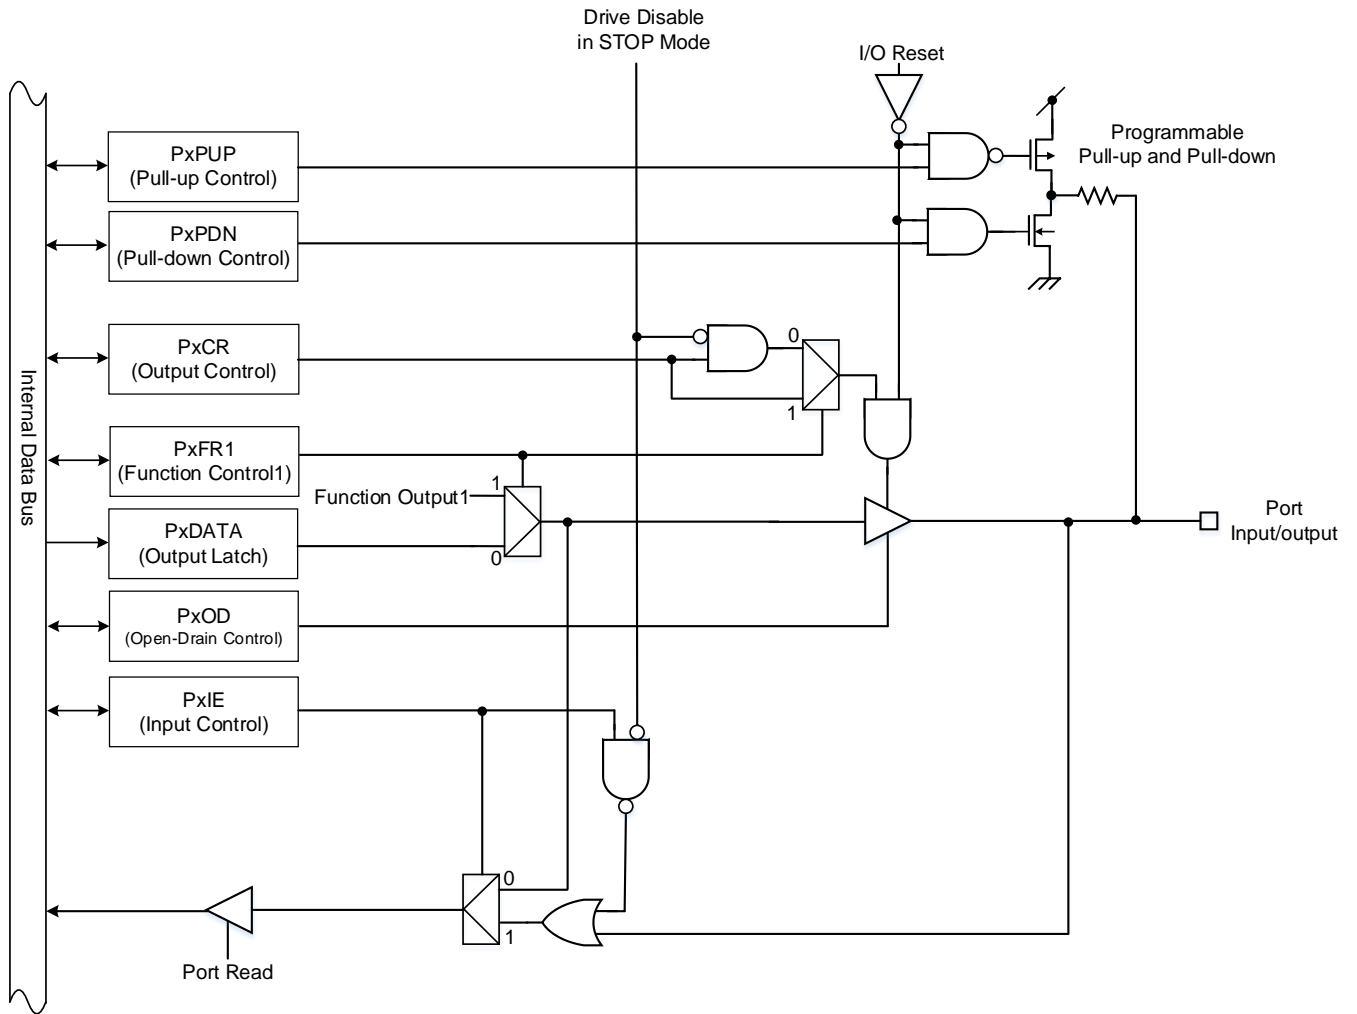 Drive Disable
in STOP Mode
I/O Reset
Programmable
Pull-up and Pull-down
PxPUP
(Pull-up Control)
PxPDN
(Pull-down Control)
PxCR
(Output Control)
0
1
Internal Data Bus
PxFR1
(Function Control1)
Function Output1
1
0
PxDATA
(Output Latch)
Port
Input/output
PxOD
(Open-Drain Control)
PxIE
(Input Control)
0
1
Port Read